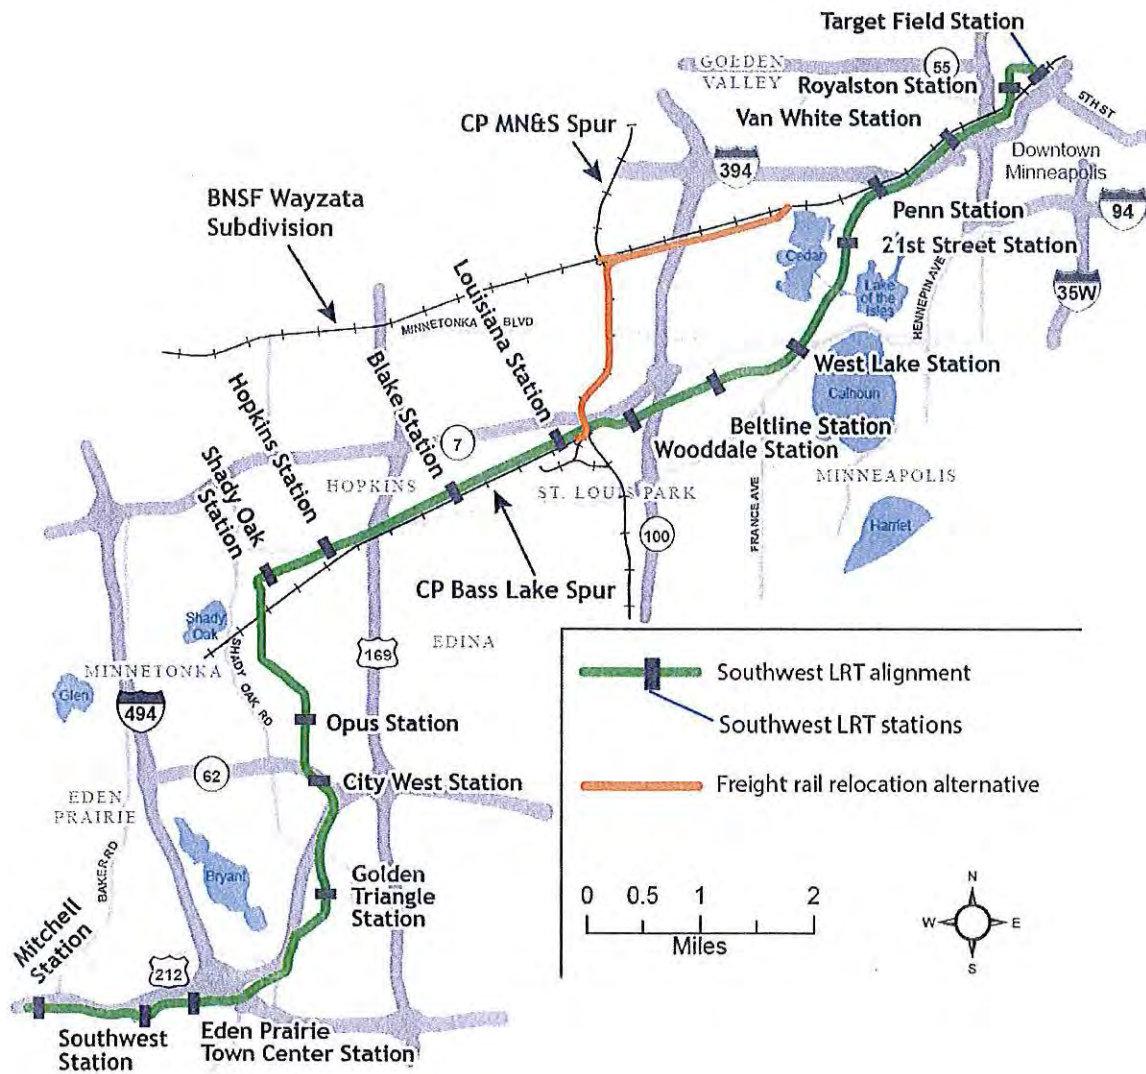 Target Field Station
GOLDEN
VALLEY
55
Royalston Station
5TH ST
Van White Station
CP MN&S Spur
394
Downtown
Minneapolis
BNSF Wayzata
Subdivision
Penn Station
94
21st Street Station
Cedar
Lake
of the
Isles
HENNEPIN AVE
35W
MINNETONKA BLVD
Louisiana Station
Blake Station
Hopkins Station
Shady Oak
Station
West Lake Station
Calhoun
Beltline Station
Wooddale Station
7
HOPKINS
ST. LOUIS PARK
MINNEAPOLIS
FRANCE AVE
Harriet
100
CP Bass Lake Spur
Shady
Oak
SHADY OAK RD
EDINA
169
MINNETONKA
Glen
494
Opus Station
62
City West Station
EDEN
PRAIRIE
BAKER RD
Bryant
Golden
Triangle
Station
Mitchell
Station
212
Southwest
Station
Eden Prairie
Town Center Station
Southwest LRT alignment
Southwest LRT stations
Freight rail relocation alternative
0 0.5 1 2
Miles
N
W E
S